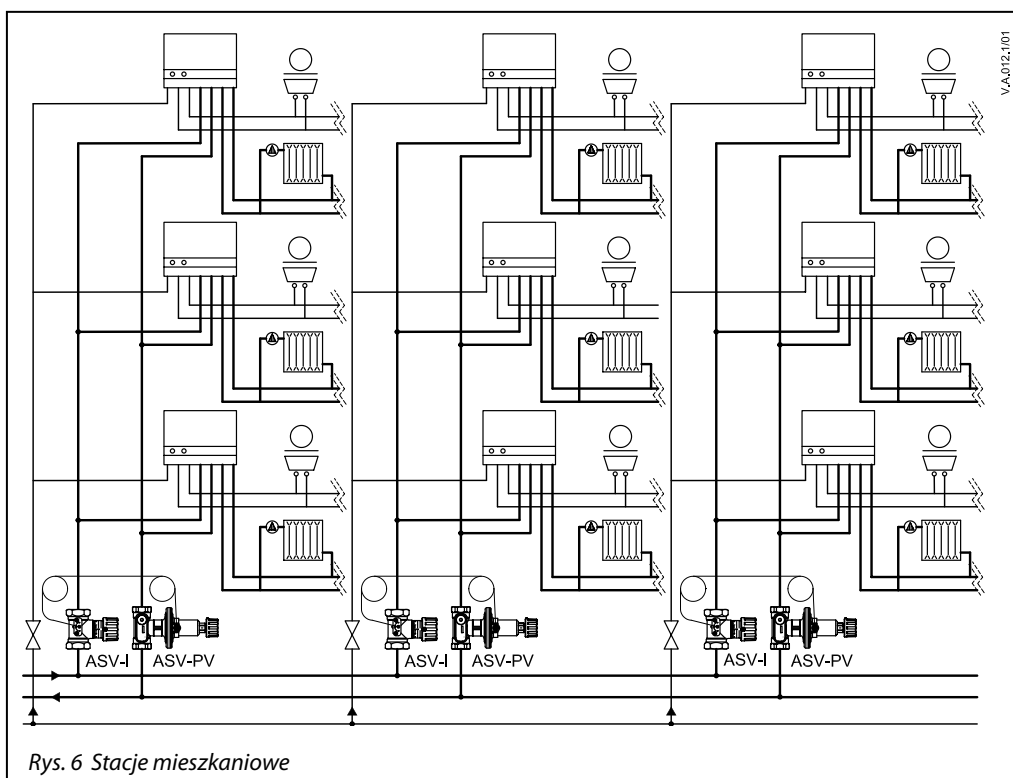 V.A.012.1/01
ASV-I ASV-PV ASV-I ASV-PV ASV-I ASV-PV
Rys. 6 Stacje mieszkaniowe